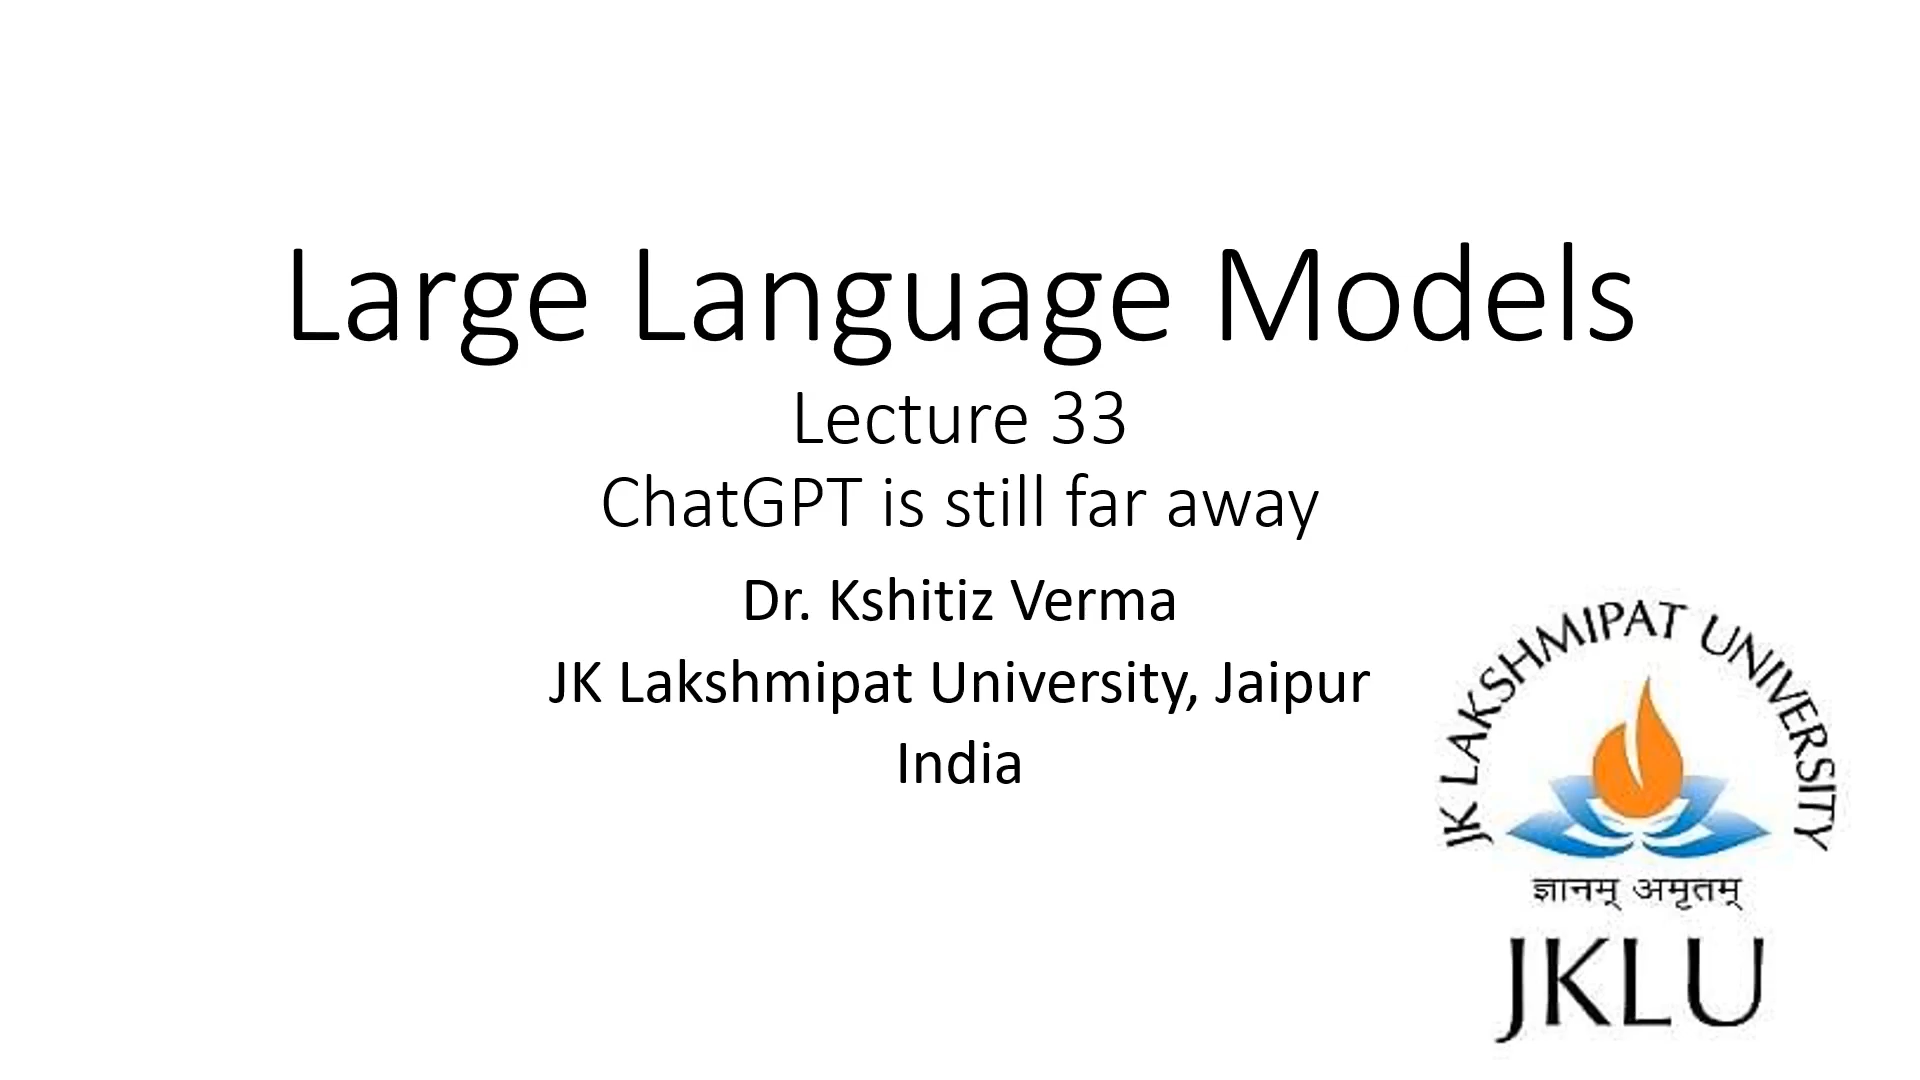 Large Language Models
Lecture 33
ChatGPT is still far away
Dr. Kshitiz Verma
JK Lakshmipat University, Jaipur
India
JK LAKSHMIPAT UNIVERSITY
ज्ञानम् अमृतम्
JKLU